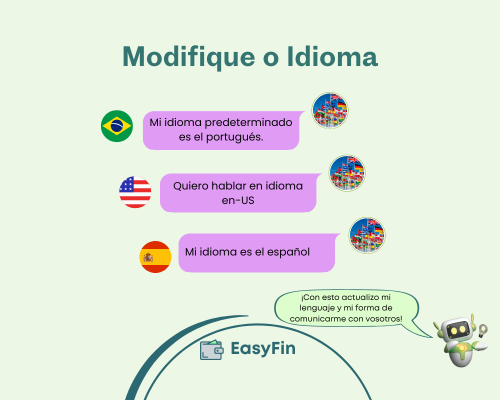 Modifique o Idioma
Mi idioma predeterminado
es el portugués.
Quiero hablar en idioma
en-US
Mi idioma es el español
¡Con esto actualizo mi
lenguaje y mi forma de
comunicarme con vosotros!
EasyFin